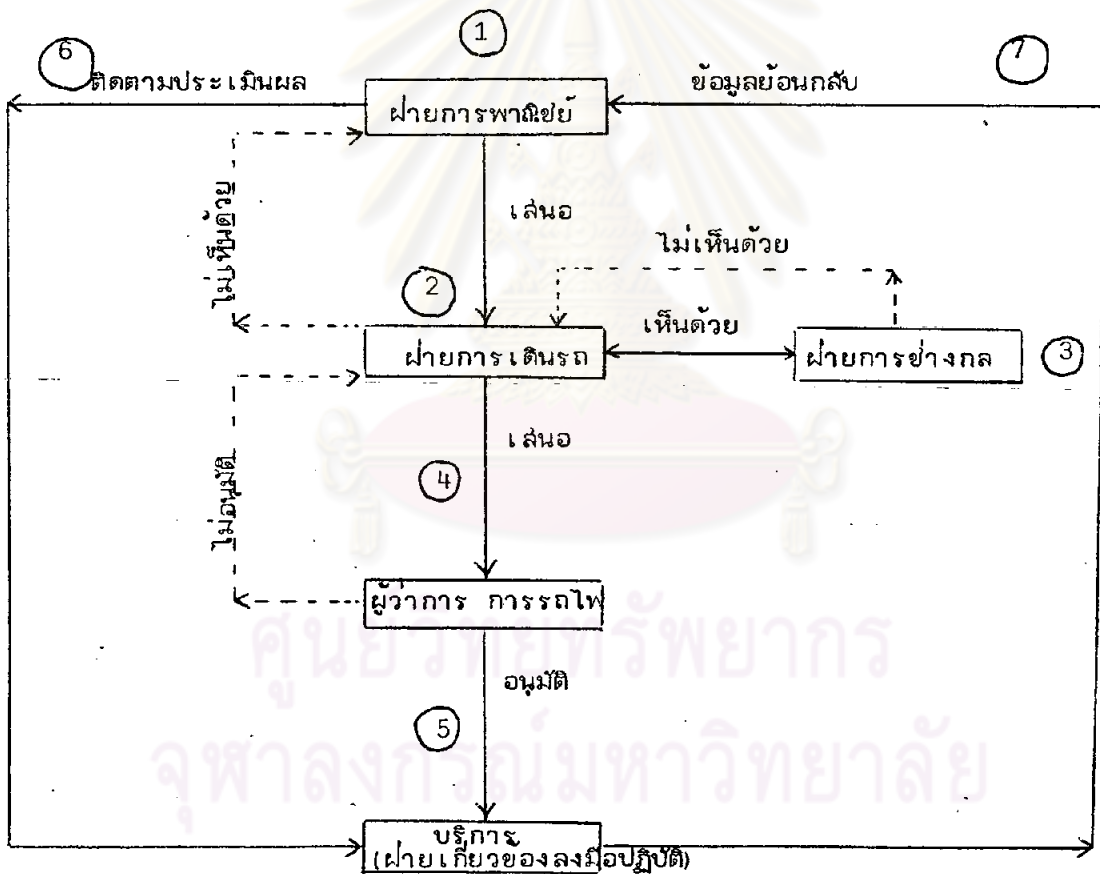 1
6
7
ติดตามประเมินผล
ข้อมูลย้อนกลับ
ฝ่ายการพาณิชย์
ไม่เห็นด้วย
เสนอ
ไม่เห็นด้วย
2
เห็นด้วย
ฝ่ายการเดินรถ
ฝ่ายการช่างกล
3
เสนอ
ไม่อนุมัติ
4
ผู้ว่าการ การรถไฟ
ศูนย์วิทยทรัพยากร
อนุมัติ
5
จุฬาลงกรณ์มหาวิทยาลัย
บริการ
(ฝ่ายเกี่ยวข้องลงมือปฏิบัติ)